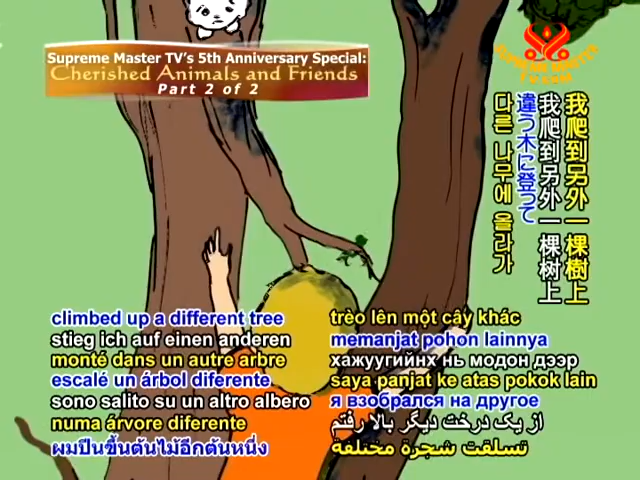 Supreme Master TV's 5th Anniversary Special:
Cherished Animals and Friends
Part 2 of 2
SUPREME MASTER
我爬到另外一棵樹上
我爬到另外一棵树上
違う木に登って
다른 나무에 올라가
climbed up a different tree
stieg ich auf einen anderen
monté dans un autre arbre
escalé un árbol diferente
sono salito su un altro albero
numa árvore diferente
ผมปีนขึ้นต้นไม้อีกต้นหนึ่ง
trèo lên một cây khác
memanjat pohon lainnya
хажуугийнх нь модон дээр
saya panjat ke atas pokok lain
я взобрался на другое
از یک درخت دیگر بالا رفتم
تسلقت شجرة مختلفة